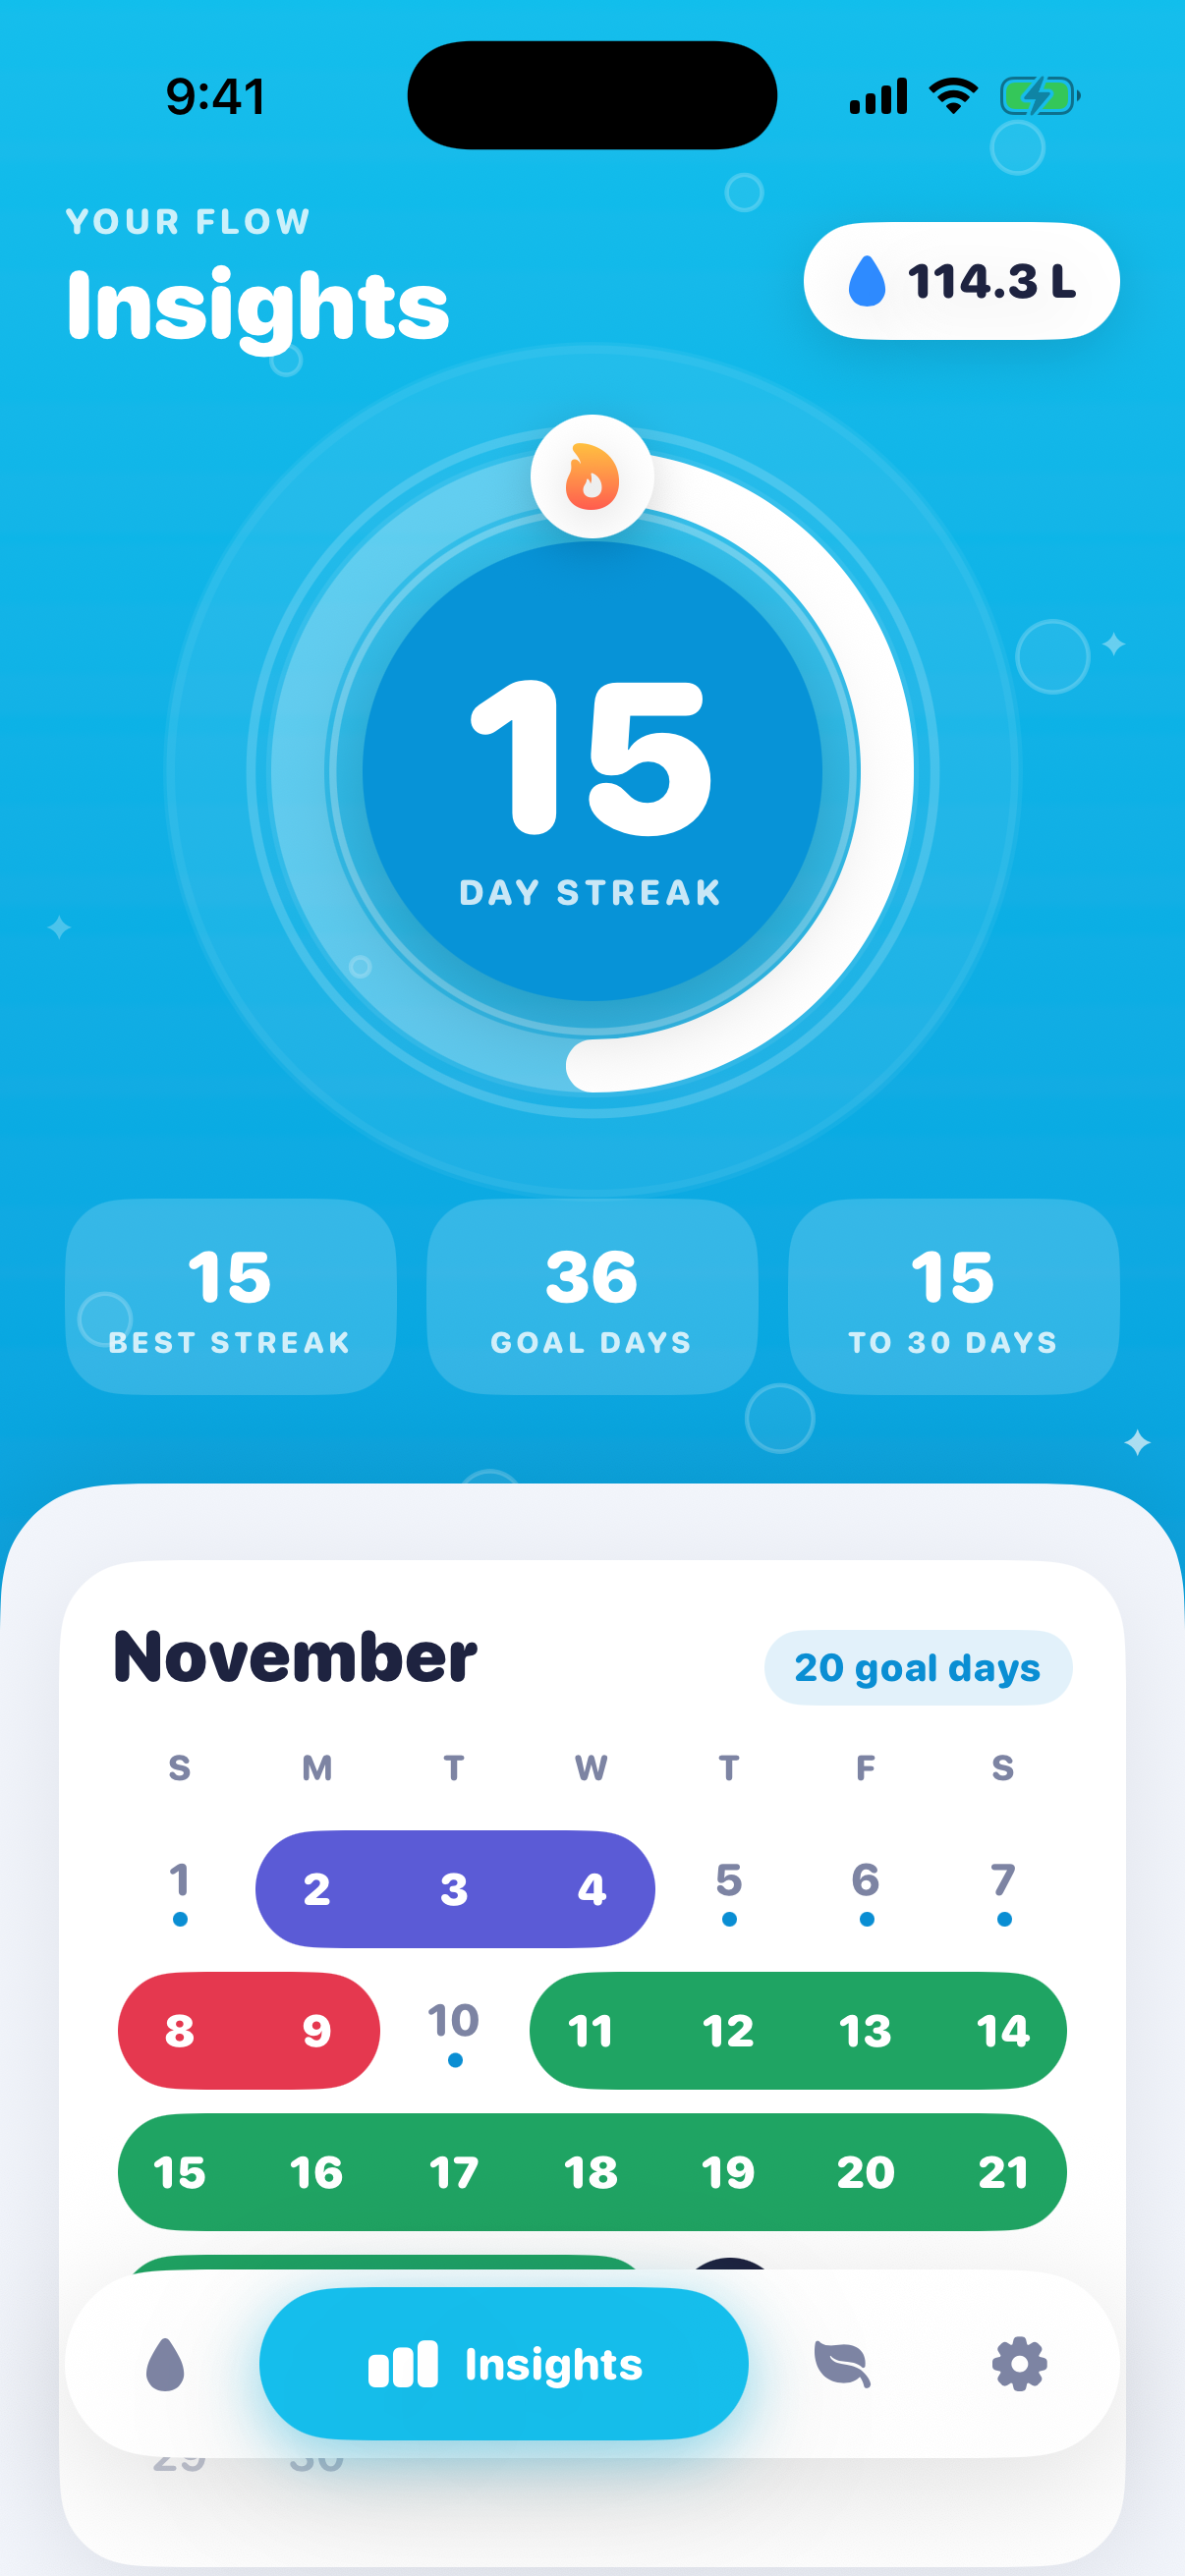 9:41
YOUR FLOW
Insights
114.3 L
15
DAY STREAK
15
BEST STREAK
36
GOAL DAYS
15
TO 30 DAYS
November
20 goal days
S M T W T F S
1 2 3 4 5 6 7
8 9 10 11 12 13 14
15 16 17 18 19 20 21
Insights
29 30